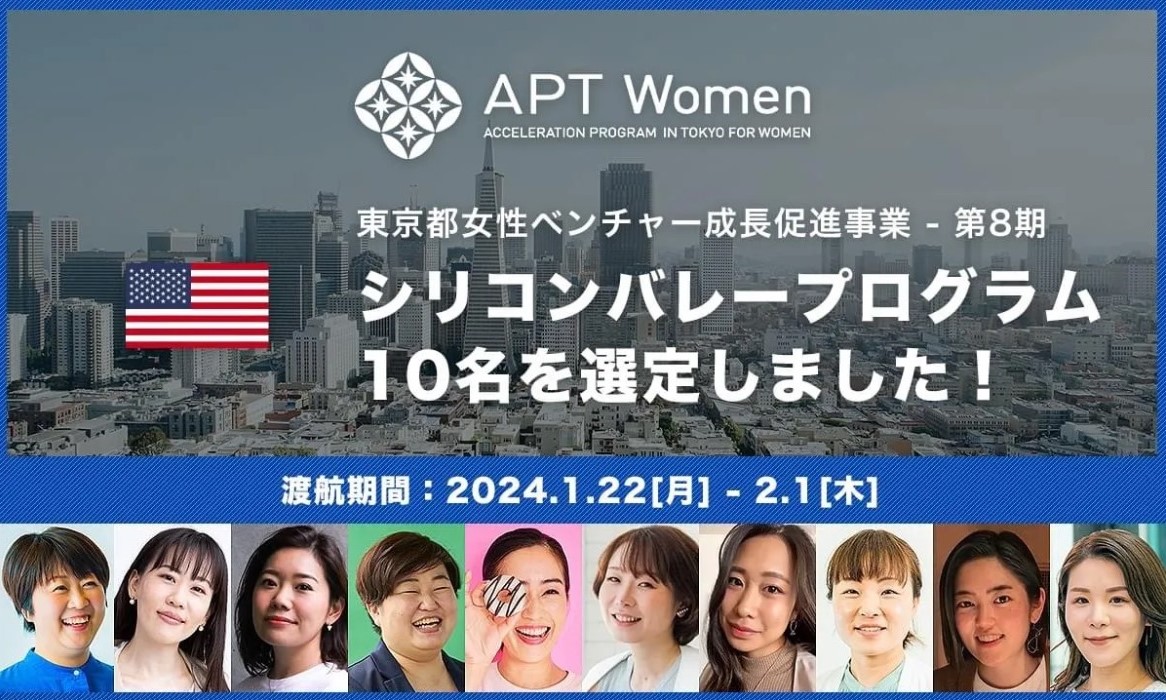 APT Women
ACCELERATION PROGRAM IN TOKYO FOR WOMEN
東京都女性ベンチャー成長促進事業 - 第8期
シリコンバレープログラム
10名を選定しました！
渡航期間：2024.1.22[月] - 2.1[木]